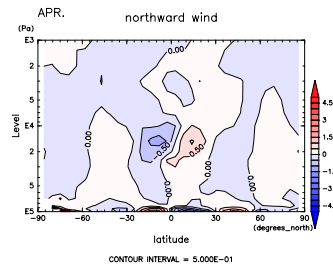 APR.
northward wind
(Pa)
E3
2
5
E4
2
5
E5
Level
0.00
0.00
0.50
0.50
0.00
0.00
-90
-60
-30
0
30
60
90
(degrees_north)
latitude
4.5
3
1.5
0
-1.5
-3
-4.5
CONTOUR INTERVAL = 5.000E-01